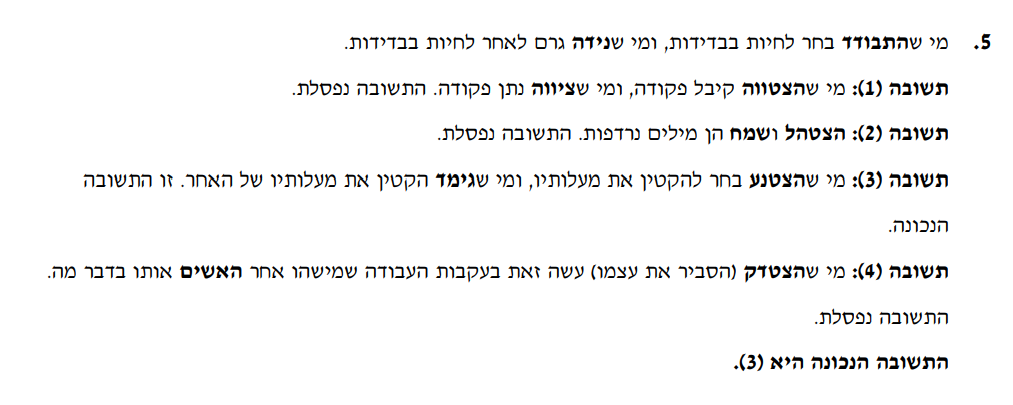 5. מי שהתבודד בחר לחיות בבדידות, ומי שנידה גרם לאחר לחיות בבדידות.
תשובה (1): מי שהצטווה קיבל פקודה, ומי שציווה נתן פקודה. התשובה נפסלת.
תשובה (2): הצטהל ושמח הן מילים נרדפות. התשובה נפסלת.
תשובה (3): מי שהצטנע בחר להקטין את מעלותיו, ומי שגימד הקטין את מעלותיו של האחר. זו התשובה
הנכונה.
תשובה (4): מי שהצטדק (הסביר את עצמו) עשה זאת בעקבות העבודה שמישהו אחר האשים אותו בדבר מה.
התשובה נפסלת.
התשובה הנכונה היא (3).